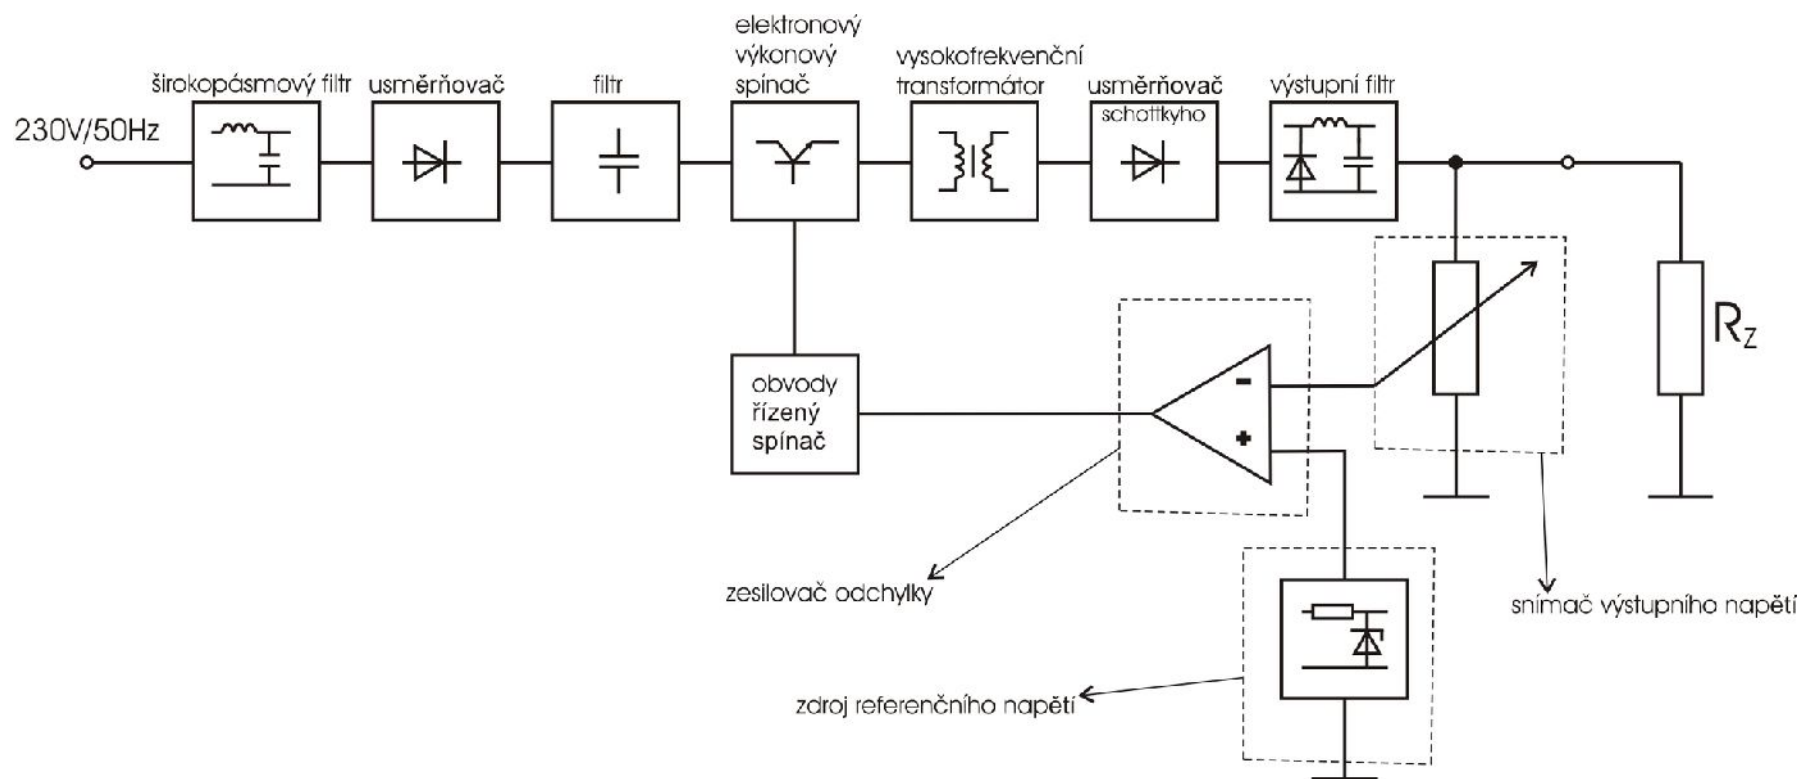 elektronový
výkonový
spínač
vysokofrekvenční
transformátor
širokopásmový filtr
usměrňovač
filtr
usměrňovač
schottkyho
výstupní filtr
230V/50Hz
RZ
obvody
řízený
spínač
-
+
zesilovač odchylky
snímač výstupního napětí
zdroj referenčního napětí